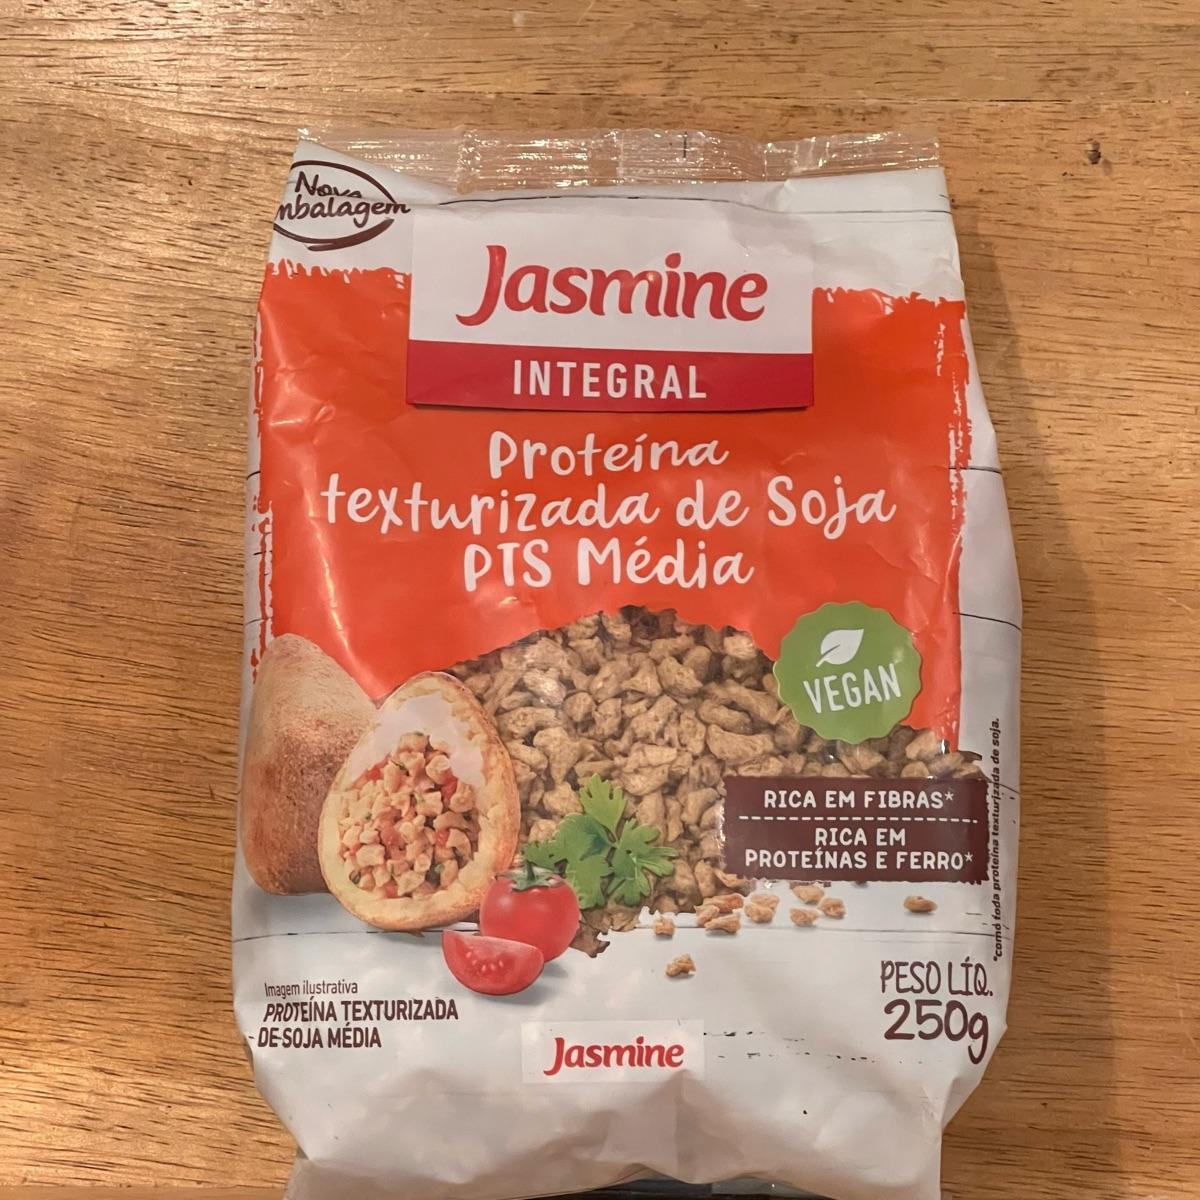 Nova
mbalagem
Jasmine
INTEGRAL
Proteína
texturizada de Soja
PTS Média
VEGAN
RICA EM FIBRAS*
RICA EM
PROTEÍNAS E FERRO*
*como toda proteína texturizada de soja.
Imagem ilustrativa
PROTEÍNA TEXTURIZADA
DE SOJA MÉDIA
PESO LÍQ.
250g
Jasmine